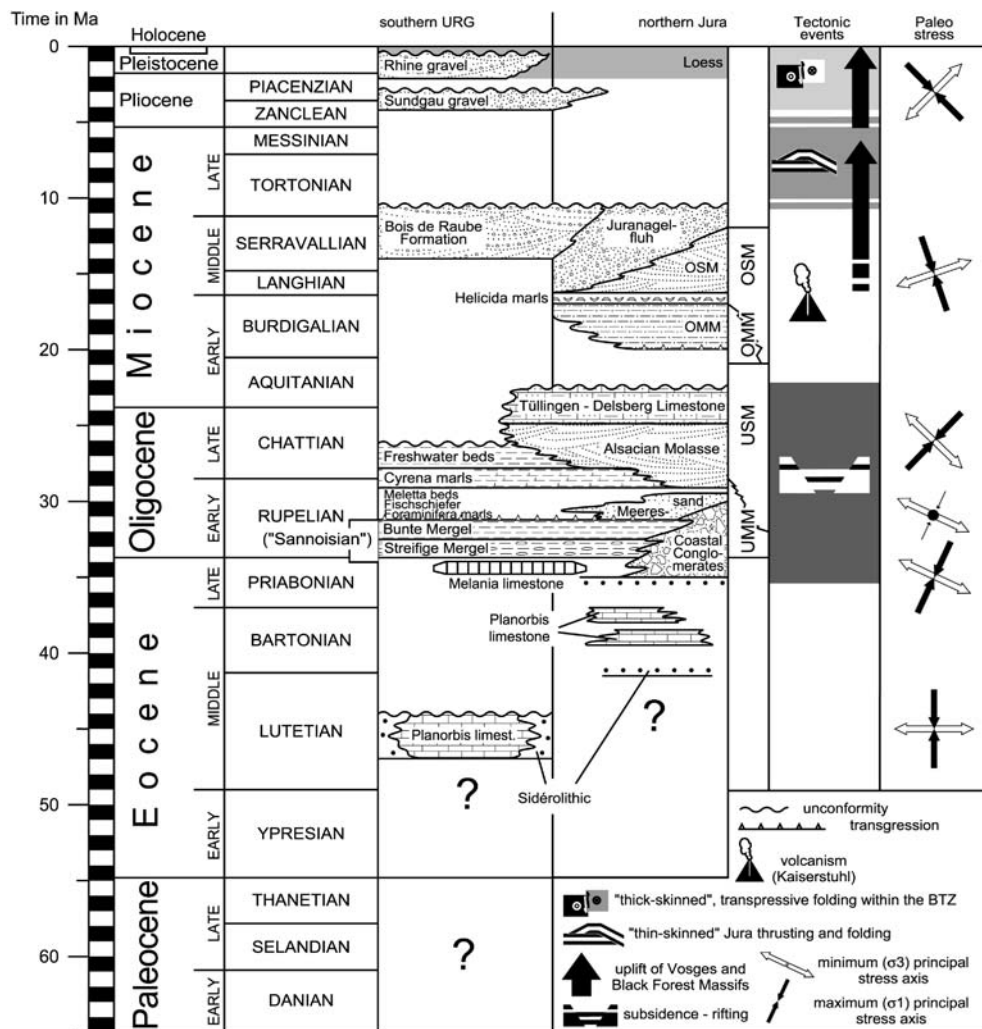 Time in Ma
southern URG
northern Jura
Tectonic
events
Paleo
stress
Holocene
0
Pleistocene
Rhine gravel
Loess
Pliocene
PIACENZIAN
Sundgau gravel
ZANCLEAN
Miocene
LATE
MESSINIAN
TORTONIAN
10
MIDDLE
SERRAVALLIAN
Bois de Raube
Formation
Juranagel-
fluh
OSM
OSM
LANGHIAN
Helicida marls
EARLY
BURDIGALIAN
OMM
OMM
20
AQUITANIAN
Tüllingen - Delsberg Limestone
USM
Oligocene
LATE
CHATTIAN
Alsacian Molasse
Freshwater beds
Cyrena marls
EARLY
30
RUPELIAN
("Sannoisian")
Meletta beds
Fischschiefer
Foraminifera marls
Meeres-
sand
UMM
Bunte Mergel
Streifige Mergel
Coastal
Conglo-
merates
Eocene
LATE
PRIABONIAN
Melania limestone
BARTONIAN
Planorbis
limestone
40
MIDDLE
LUTETIAN
Planorbis limest.
?
Sidérolithic
?
50
EARLY
YPRESIAN
Paleocene
LATE
THANETIAN
SELANDIAN
?
60
EARLY
DANIAN
unconformity
transgression
volcanism
(Kaiserstuhl)
"thick-skinned", transpressive folding within the BTZ
"thin-skinned" Jura thrusting and folding
uplift of Vosges and
Black Forest Massifs
minimum (σ3) principal
stress axis
subsidence - rifting
maximum (σ1) principal
stress axis